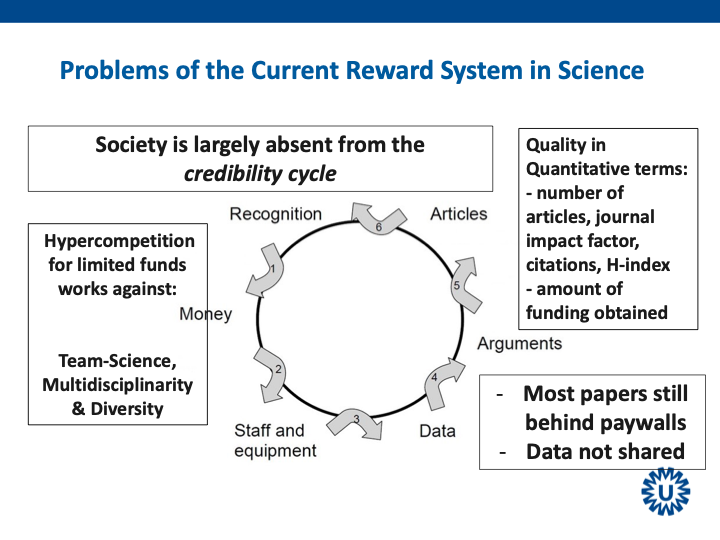 Problems of the Current Reward System in Science
Society is largely absent from the
credibility cycle
Quality in
Quantitative terms:
- number of
articles, journal
impact factor,
citations, H-index
- amount of
funding obtained
Hypercompetition
for limited funds
works against:
Team-Science,
Multidisciplinarity
& Diversity
Recognition
Articles
6
1
5
Money
Arguments
2
4
3
Staff and
equipment
Data
- Most papers still
behind paywalls
- Data not shared
U